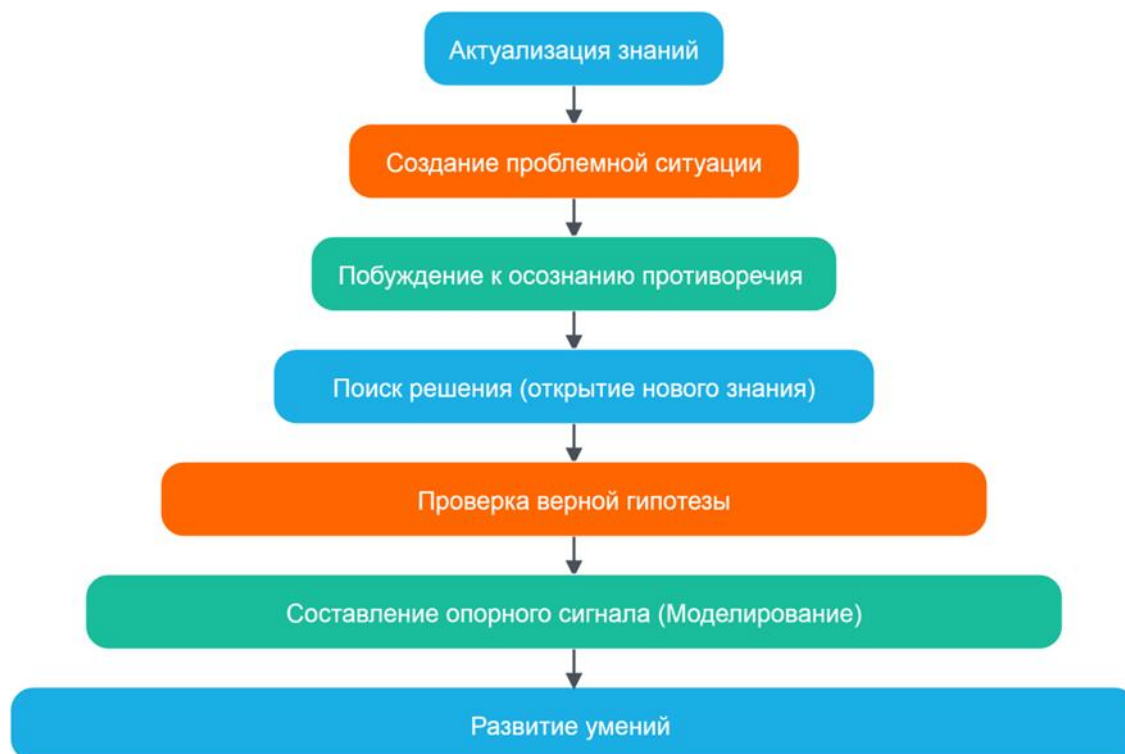 Актуализация знаний
Создание проблемной ситуации
Побуждение к осознанию противоречия
Поиск решения (открытие нового знания)
Проверка верной гипотезы
Составление опорного сигнала (Моделирование)
Развитие умений